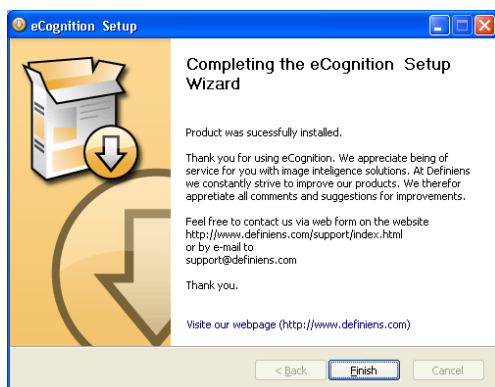 eCognition Setup
Completing the eCognition Setup
Wizard
Product was sucessfully installed.
Thank you for using eCognition. We appreciate being of
service for you with image inteligence solutions. At Definiens
we constantly strive to improve our products. We therefor
appretiate all comments and suggestions for improvements.
Feel free to contact us via web form on the website
http://www.definiens.com/support/index.html
or by e-mail to
support@definiens.com
Thank you.
Visite our webpage (http://www.definiens.com)
< Back Finish Cancel